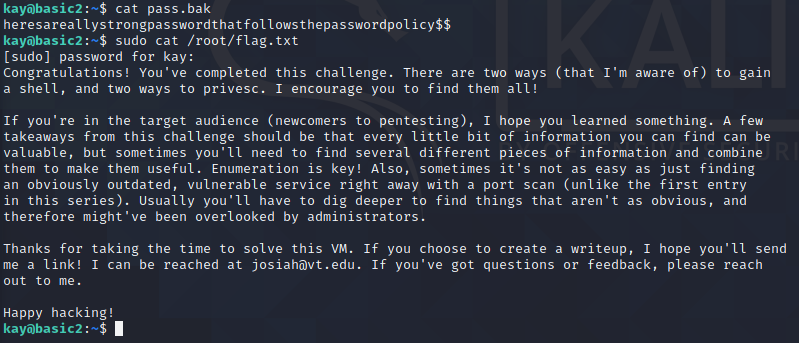 kay@basic2:~$ cat pass.bak
heresareallystrongpasswordthatfollowsthepasswordpolicy$$
kay@basic2:~$ sudo cat /root/flag.txt
[sudo] password for kay:
Congratulations! You've completed this challenge. There are two ways (that I'm aware of) to gain
a shell, and two ways to privesc. I encourage you to find them all!
If you're in the target audience (newcomers to pentesting), I hope you learned something. A few
takeaways from this challenge should be that every little bit of information you can find can be
valuable, but sometimes you'll need to find several different pieces of information and combine
them to make them useful. Enumeration is key! Also, sometimes it's not as easy as just finding
an obviously outdated, vulnerable service right away with a port scan (unlike the first entry
in this series). Usually you'll have to dig deeper to find things that aren't as obvious, and
therefore might've been overlooked by administrators.
Thanks for taking the time to solve this VM. If you choose to create a writeup, I hope you'll send
me a link! I can be reached at josiah@vt.edu. If you've got questions or feedback, please reach
out to me.
Happy hacking!
kay@basic2:~$